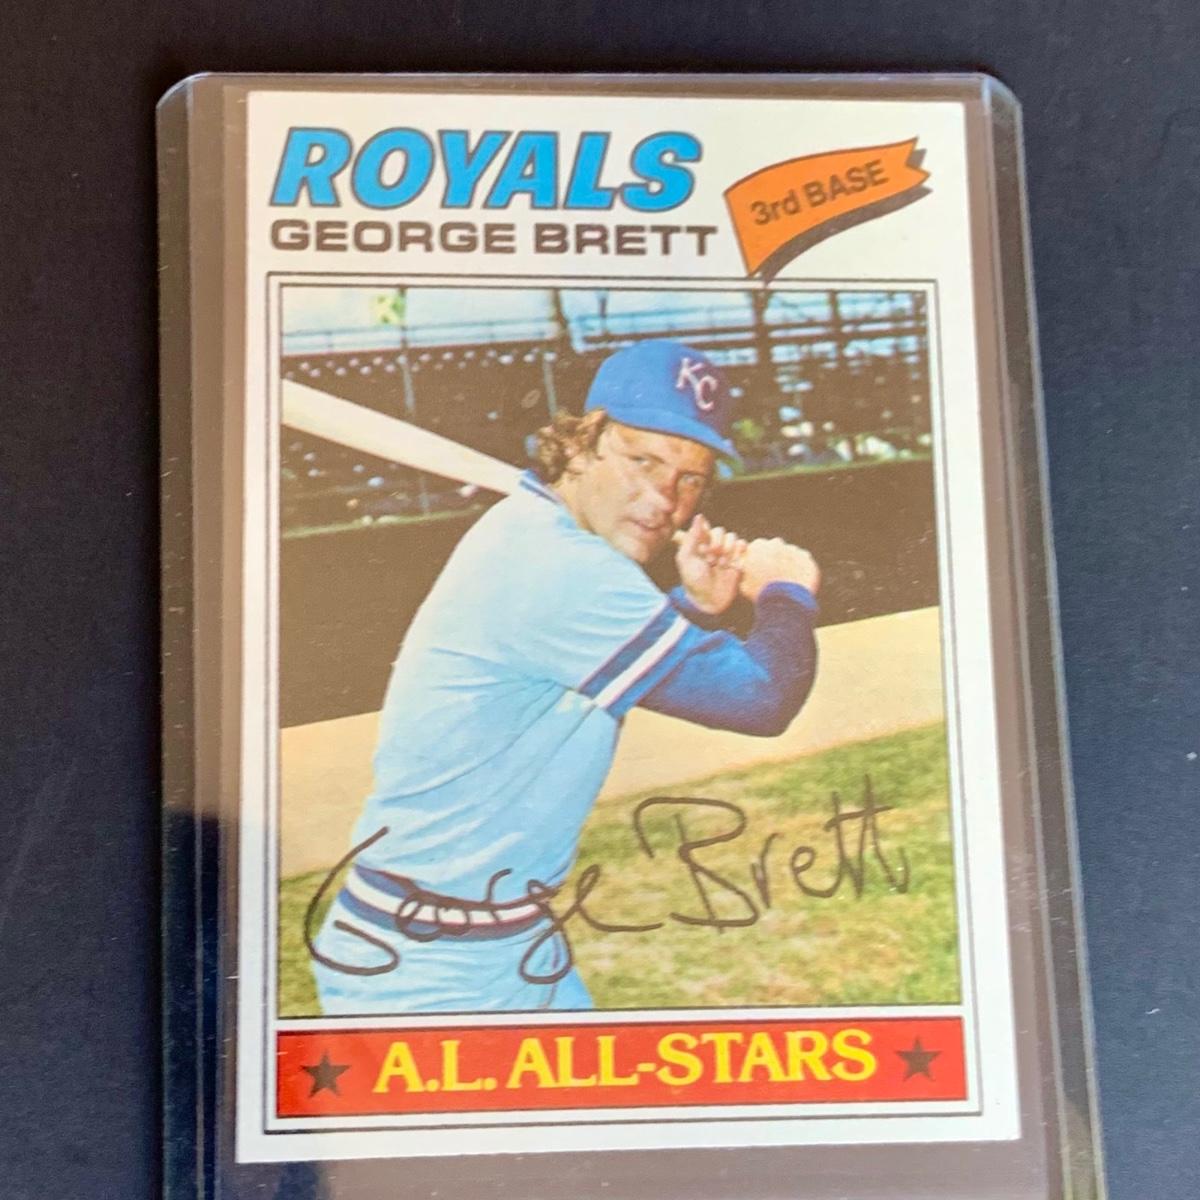 ROYALS
GEORGE BRETT
3rd BASE
KC
George Brett
A.L. ALL-STARS